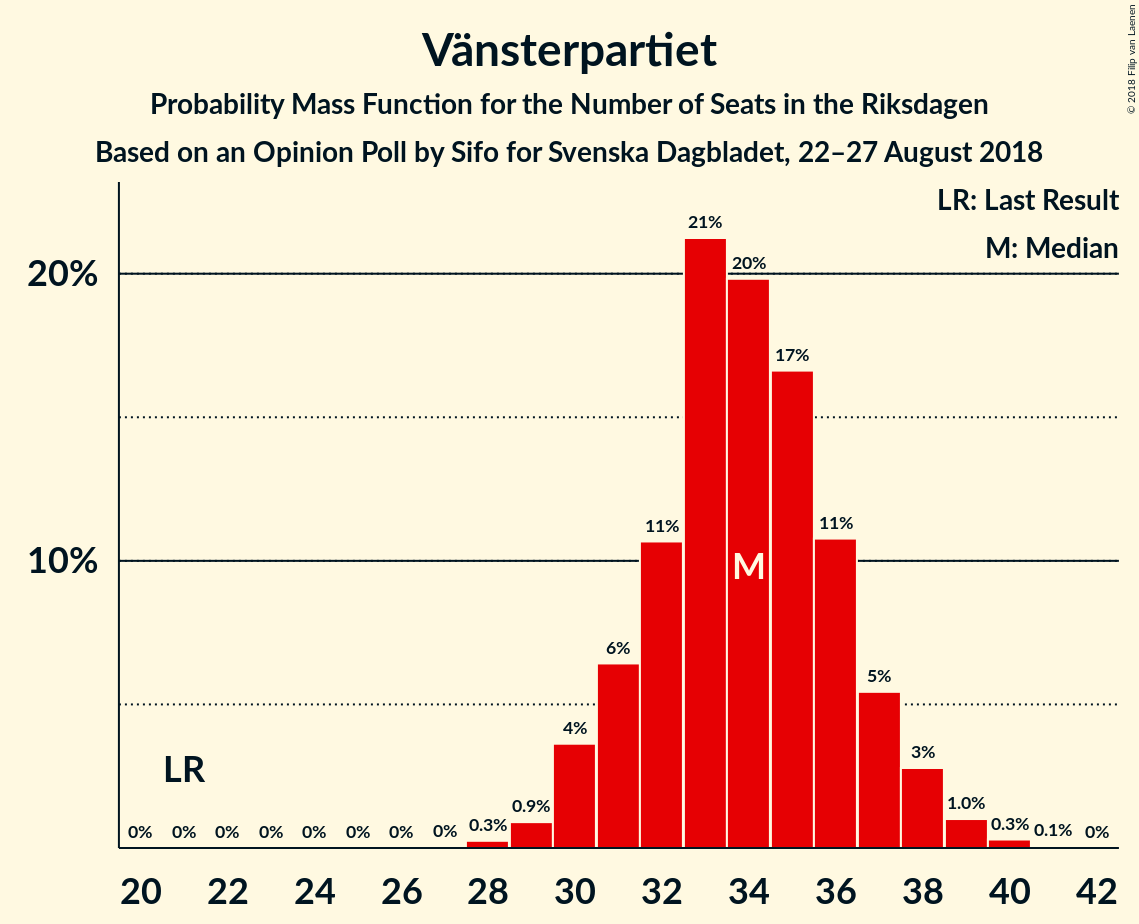 Vänsterpartiet
Probability Mass Function for the Number of Seats in the Riksdagen
Based on an Opinion Poll by Sifo for Svenska Dagbladet, 22–27 August 2018
© 2018 Filip van Laenen
LR: Last Result
M: Median
20%
10%
21%
20%
17%
11%
11%
6%
5%
4%
3%
0.9%
1.0%
0% 0% 0% 0% 0% 0% 0% 0% 0.3% 0.3% 0.1% 0%
LR
M
20 22 24 26 28 30 32 34 36 38 40 42